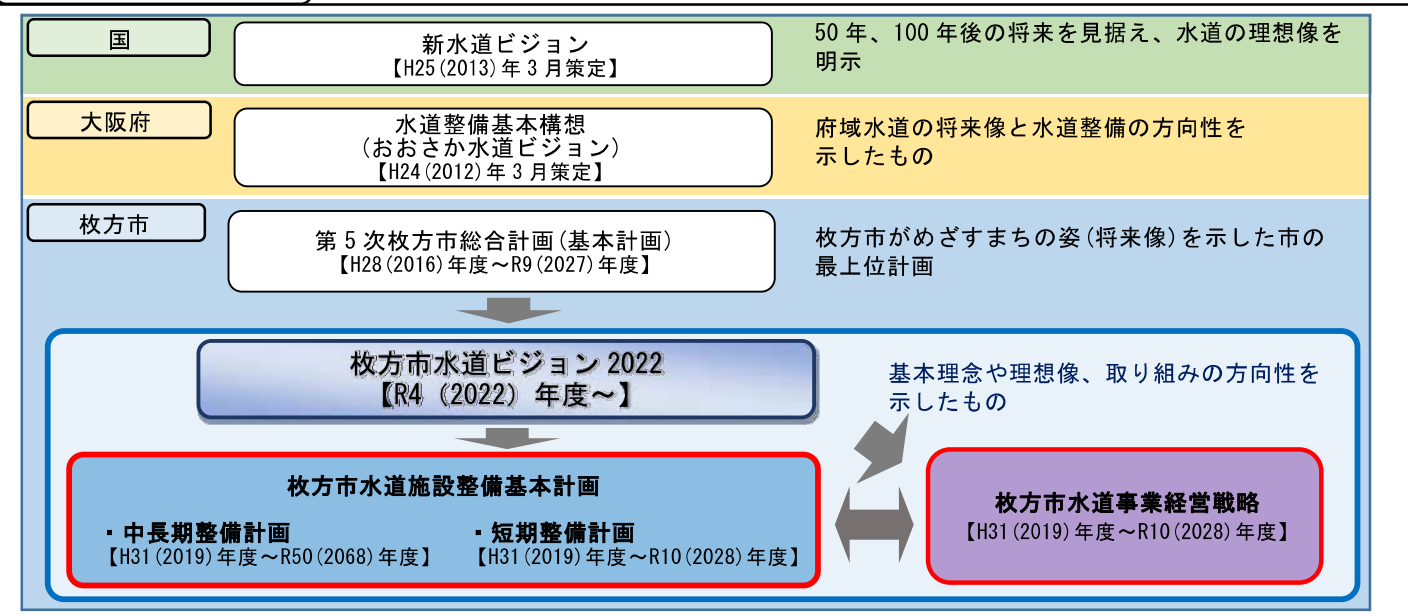 国
新水道ビジョン
【H25(2013)年3月策定】
50年、100年後の将来を見据え、水道の理想像を
明示
大阪府
水道整備基本構想
(おおさか水道ビジョン)
【H24(2012)年3月策定】
府域水道の将来像と水道整備の方向性を
示したもの
枚方市
第5次枚方市総合計画(基本計画)
【H28(2016)年度～R9(2027)年度】
枚方市がめざすまちの姿(将来像)を示した市の
最上位計画
枚方市水道ビジョン2022
【R4（2022）年度～】
基本理念や理想像、取り組みの方向性を
示したもの
枚方市水道施設整備基本計画
・中長期整備計画
【H31(2019)年度～R50(2068)年度】
・短期整備計画
【H31(2019)年度～R10(2028)年度】
枚方市水道事業経営戦略
【H31(2019)年度～R10(2028)年度】